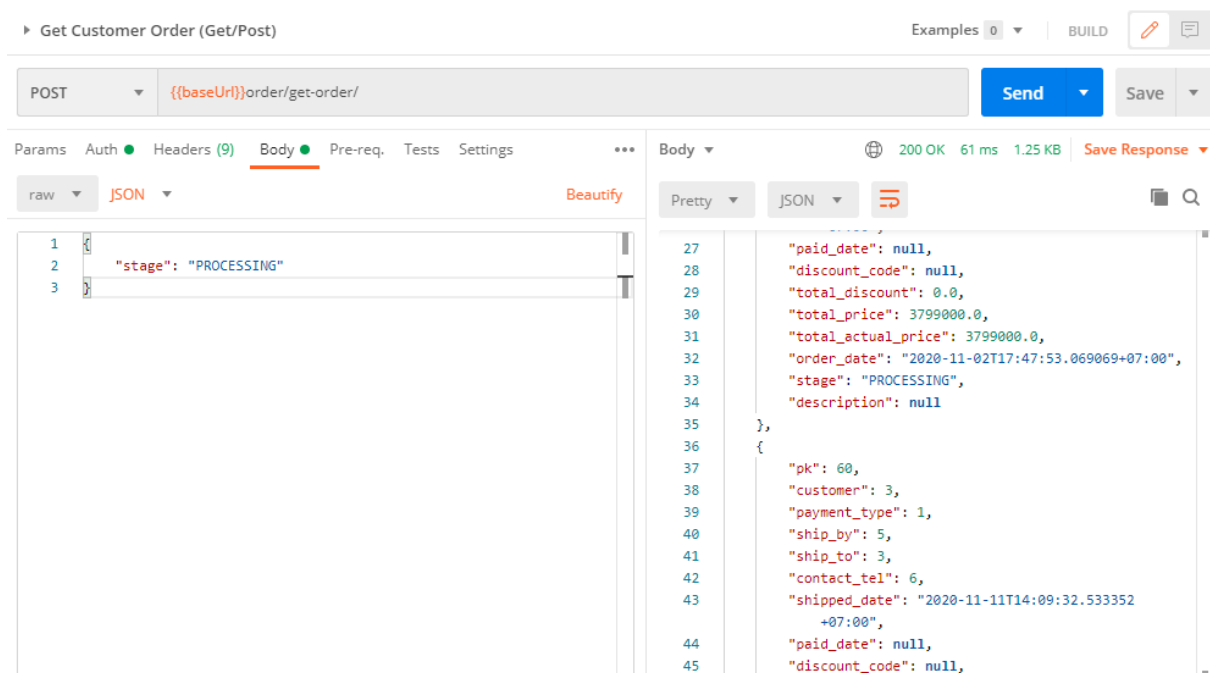 Get Customer Order (Get/Post)
Examples 0
BUILD
POST
{{baseUrl}}order/get-order/
Send
Save
Params Auth Headers (9) Body Pre-req. Tests Settings
raw JSON Beautify
1 {
2 "stage": "PROCESSING"
3 }
Body 200 OK 61 ms 1.25 KB Save Response
Pretty JSON
27 "paid_date": null,
28 "discount_code": null,
29 "total_discount": 0.0,
30 "total_price": 3799000.0,
31 "total_actual_price": 3799000.0,
32 "order_date": "2020-11-02T17:47:53.069069+07:00",
33 "stage": "PROCESSING",
34 "description": null
35 },
36 {
37 "pk": 60,
38 "customer": 3,
39 "payment_type": 1,
40 "ship_by": 5,
41 "ship_to": 3,
42 "contact_tel": 6,
43 "shipped_date": "2020-11-11T14:09:32.533352
+07:00",
44 "paid_date": null,
45 "discount_code": null,